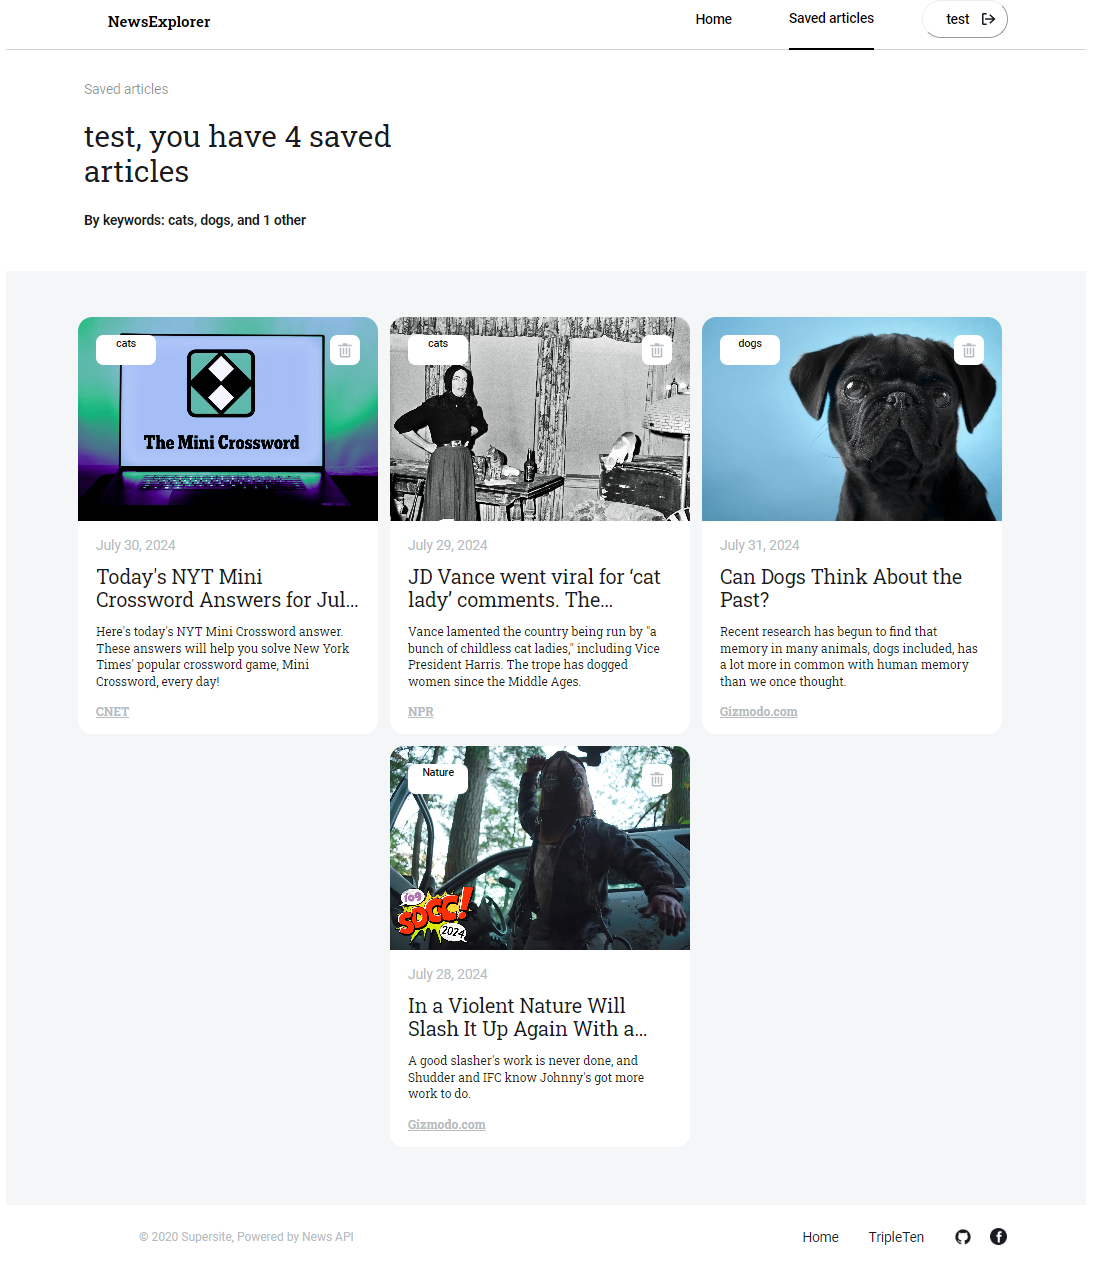 NewsExplorer
Home
Saved articles
test
Saved articles
test, you have 4 saved
articles
By keywords: cats, dogs, and 1 other
cats
The Mini Crossword
July 30, 2024
Today's NYT Mini
Crossword Answers for Jul...
Here's today's NYT Mini Crossword answer.
These answers will help you solve New York
Times' popular crossword game, Mini
Crossword, every day!
CNET
cats
July 29, 2024
JD Vance went viral for ‘cat
lady’ comments. The...
Vance lamented the country being run by "a
bunch of childless cat ladies," including Vice
President Harris. The trope has dogged
women since the Middle Ages.
NPR
dogs
July 31, 2024
Can Dogs Think About the
Past?
Recent research has begun to find that
memory in many animals, dogs included, has
a lot more in common with human memory
than we once thought.
Gizmodo.com
Nature
io9
SDCC!
2024
July 28, 2024
In a Violent Nature Will
Slash It Up Again With a...
A good slasher's work is never done, and
Shudder and IFC know Johnny's got more
work to do.
Gizmodo.com
© 2020 Supersite, Powered by News API
Home
TripleTen